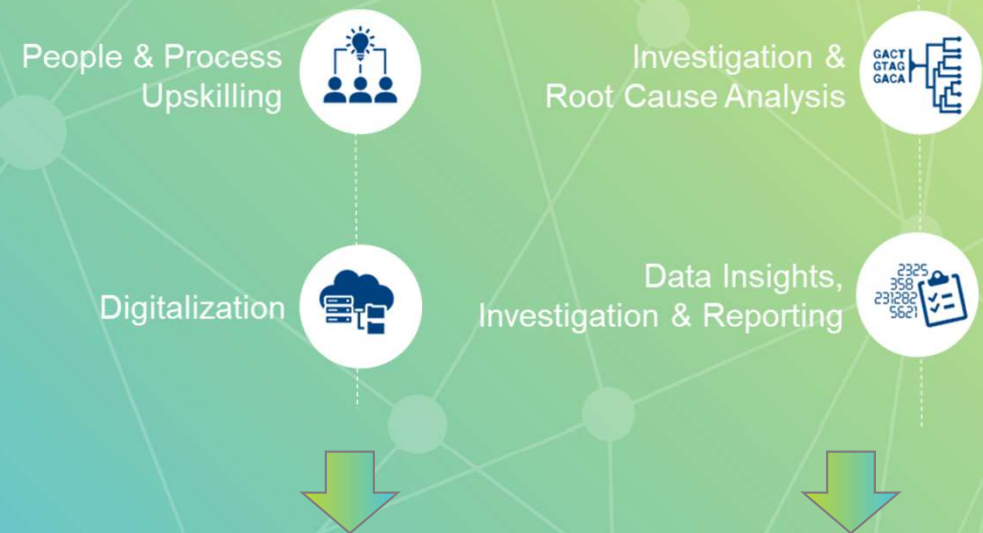 People & Process
Upskilling
Investigation &
Root Cause Analysis
GACT
GTAG
GACA
Digitalization
Data Insights,
Investigation & Reporting
2325
358
231282
5621